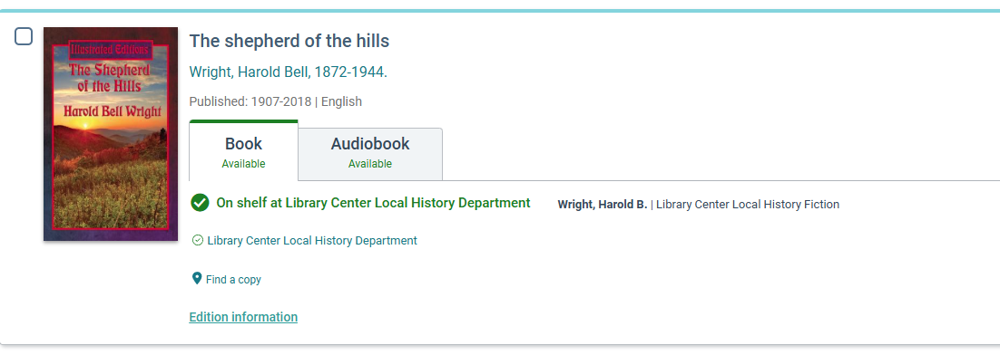 The shepherd of the hills
Illustrated Editions
The Shepherd
of the Hills
Harold Bell Wright
Wright, Harold Bell, 1872-1944.
Published: 1907-2018 | English
Book
Available
Audiobook
Available
On shelf at Library Center Local History Department
Wright, Harold B. | Library Center Local History Fiction
Library Center Local History Department
Find a copy
Edition information